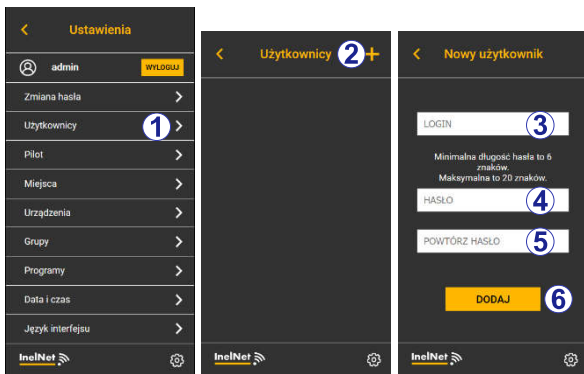 Ustawienia
admin
WYLOGUJ
Zmiana hasła
Użytkownicy
1
Pilot
Miejsca
Urządzenia
Grupy
Programy
Data i czas
Język interfejsu
InelNet
Użytkownicy
2
+
InelNet
Nowy użytkownik
LOGIN
3
Minimalna długość hasła to 6
znaków.
Maksymalna to 20 znaków.
HASŁO
4
POWTÓRZ HASŁO
5
DODAJ
6
InelNet